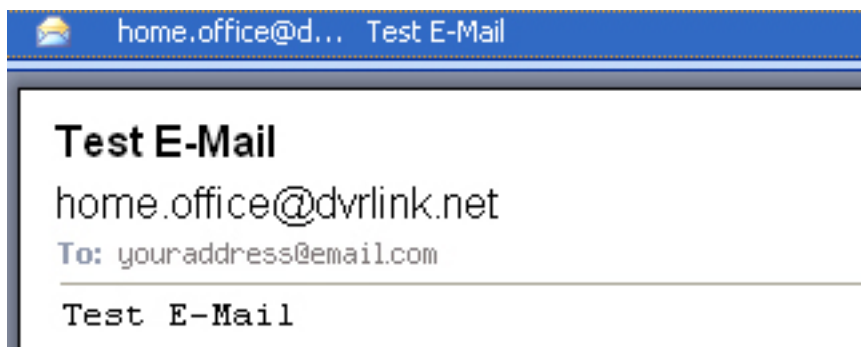 home.office@d... Test E-Mail
Test E-Mail
home.office@dvrlink.net
To: youraddress@email.com
Test E-Mail